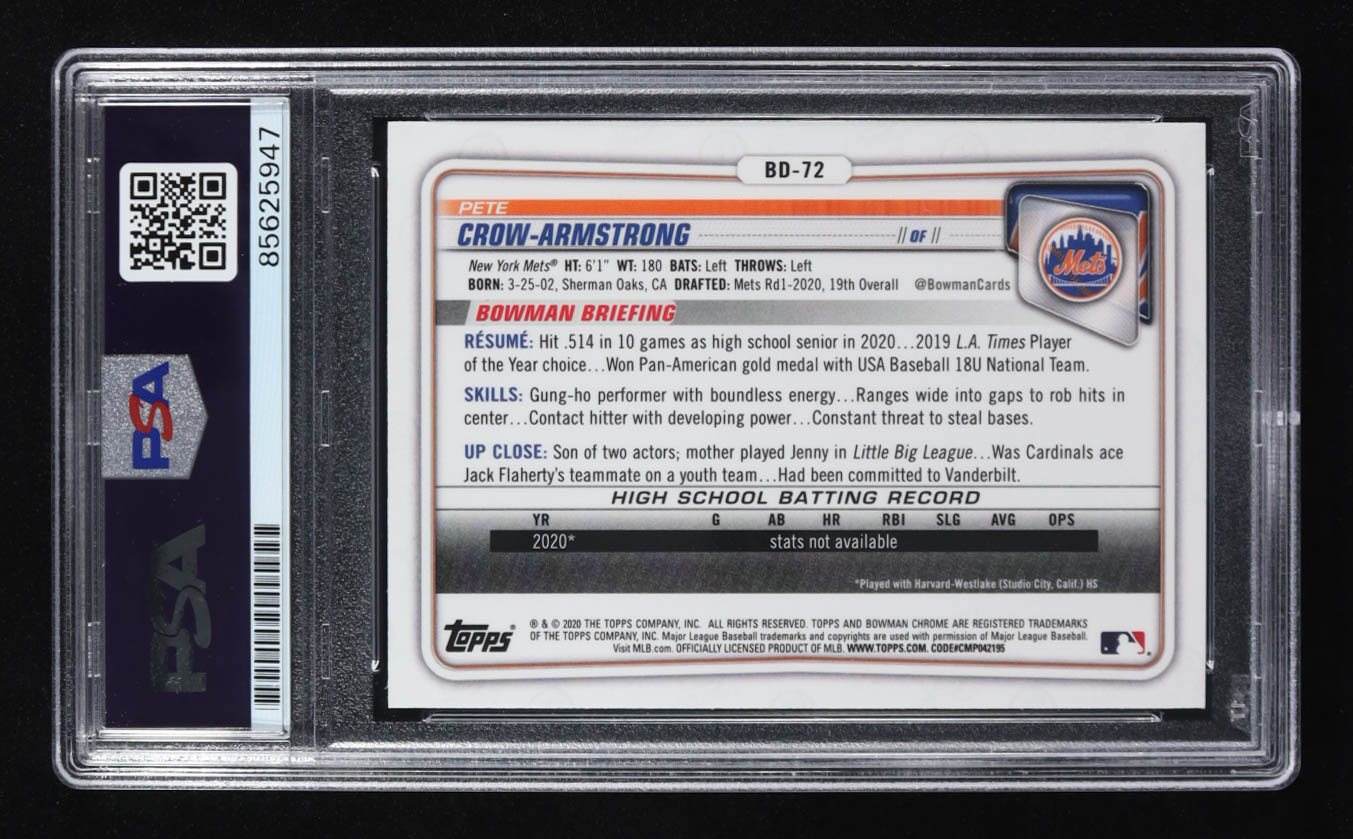 85625947
PSA
PSA
BD-72
PETE
CROW-ARMSTRONG // OF //
New York Mets® HT: 6'1" WT: 180 BATS: Left THROWS: Left
BORN: 3-25-02, Sherman Oaks, CA DRAFTED: Mets Rd1-2020, 19th Overall @BowmanCards
Mets
BOWMAN BRIEFING
RÉSUMÉ: Hit .514 in 10 games as high school senior in 2020...2019 L.A. Times Player
of the Year choice...Won Pan-American gold medal with USA Baseball 18U National Team.
SKILLS: Gung-ho performer with boundless energy...Ranges wide into gaps to rob hits in
center...Contact hitter with developing power...Constant threat to steal bases.
UP CLOSE: Son of two actors; mother played Jenny in Little Big League...Was Cardinals ace
Jack Flaherty's teammate on a youth team...Had been committed to Vanderbilt.
HIGH SCHOOL BATTING RECORD
YR G AB HR RBI SLG AVG OPS
2020* stats not available
*Played with Harvard-Westlake (Studio City, Calif.) HS
TOPPS®
® & © 2020 THE TOPPS COMPANY, INC. ALL RIGHTS RESERVED. TOPPS AND BOWMAN CHROME ARE REGISTERED TRADEMARKS
OF THE TOPPS COMPANY, INC. Major League Baseball trademarks and copyrights are used with permission of Major League Baseball.
Visit MLB.com. OFFICIALLY LICENSED PRODUCT OF MLB. WWW.TOPPS.COM. CODE#CMP042195